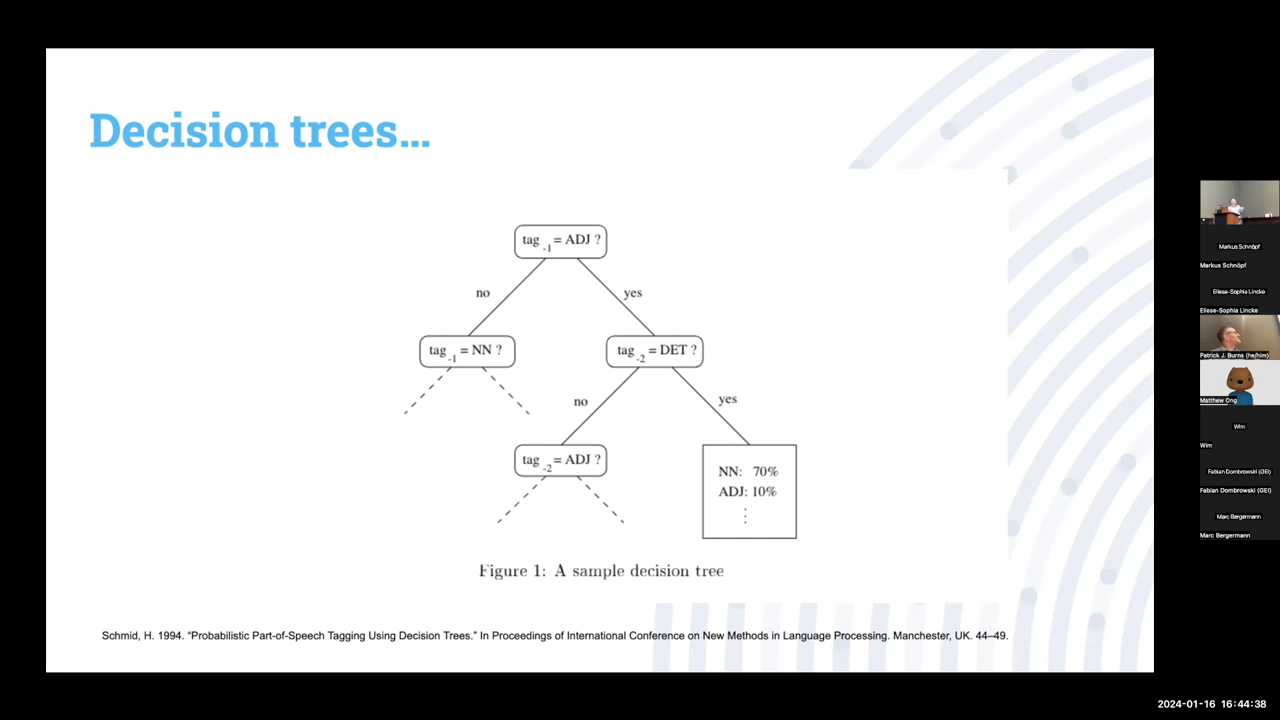 Decision trees...
tag -1 = ADJ ?
no
yes
tag -1 = NN ?
tag -2 = DET ?
no
yes
tag -2 = ADJ ?
NN: 70%
ADJ: 10%
Figure 1: A sample decision tree
Schmid, H. 1994. "Probabilistic Part-of-Speech Tagging Using Decision Trees." In Proceedings of International Conference on New Methods in Language Processing. Manchester, UK. 44–49.
Markus Schnöpf
Markus Schnöpf
Eliese-Sophia Lincke
Eliese-Sophia Lincke
Patrick J. Burns (he/him)
Matthew Ong
Wim
Wim
Fabian Dombrowski (GEI)
Fabian Dombrowski (GEI)
Marc Bergermann
Marc Bergermann
2024-01-16 16:44:38